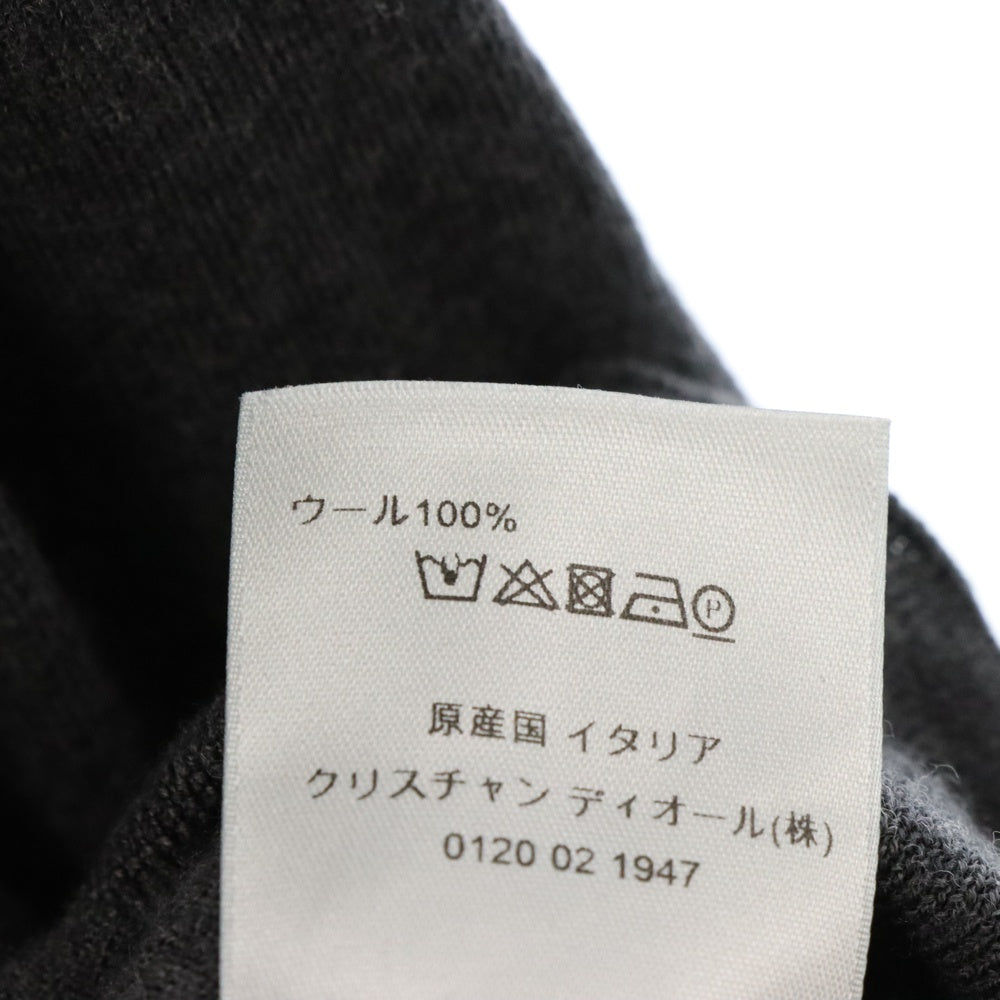 ウール100%
P
原産国 イタリア
クリスチャン ディオール(株)
0120 02 1947